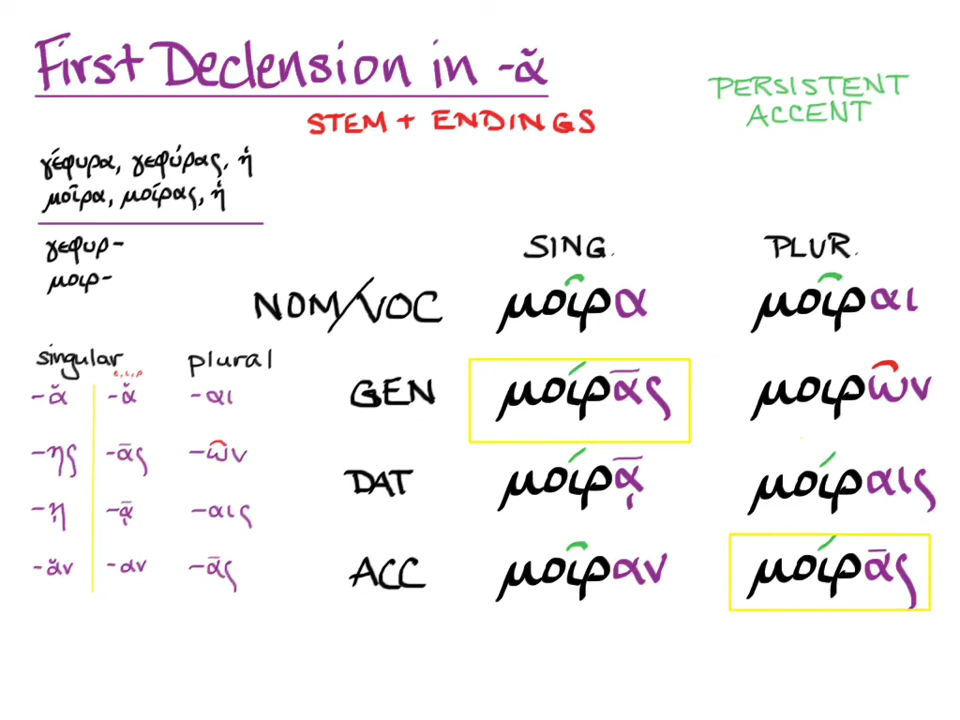 First Declension in -ᾰ
STEM + ENDINGS
PERSISTENT
ACCENT
γέφυρα, γεφύρας, ἡ
μοῖρα, μοίρας, ἡ
γεφυρ-
μοιρ-
SING. PLUR.
NOM/VOC μοῖρα μοῖραι
GEN μοίρᾱς μοιρῶν
DAT μοίρᾱͅ μοίραις
ACC μοῖραν μοίρᾱς
singular plural
ε, ι, ρ
-ᾰ -ᾰ -αι
-ης -ᾱς -ῶν
-ῃ -ᾱͅ -αις
-ᾰν -αν -ᾱς